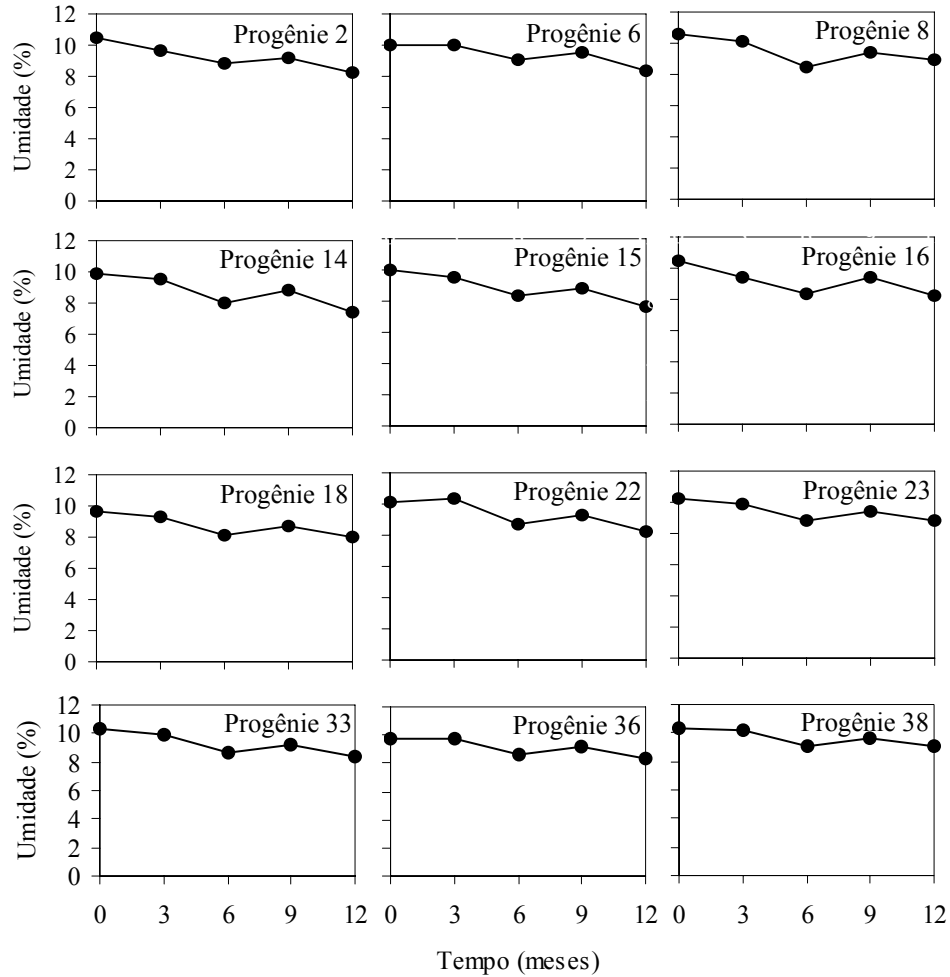 12
10
8
6
4
2
0
Umidade (%)
Progênie 2
Progênie 6
Progênie 8
12
10
8
6
4
2
0
Umidade (%)
Progênie 14
Progênie 15
Progênie 16
12
10
8
6
4
2
0
Umidade (%)
Progênie 18
Progênie 22
Progênie 23
12
10
8
6
4
2
0
Umidade (%)
Progênie 33
Progênie 36
Progênie 38
0 3 6 9 12
0 3 6 9 12
0 3 6 9 12
Tempo (meses)